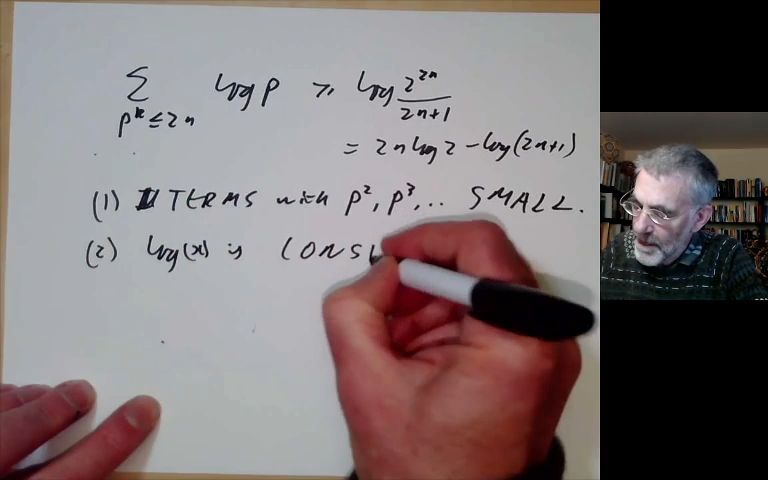 ∑ log p ≥ log 2^{2n}/(2n+1)
p^k ≤ 2n
= 2n log 2 - log(2n+1)
(1) TERMS with p², p³, .. SMALL.
(2) log(x) is CONS